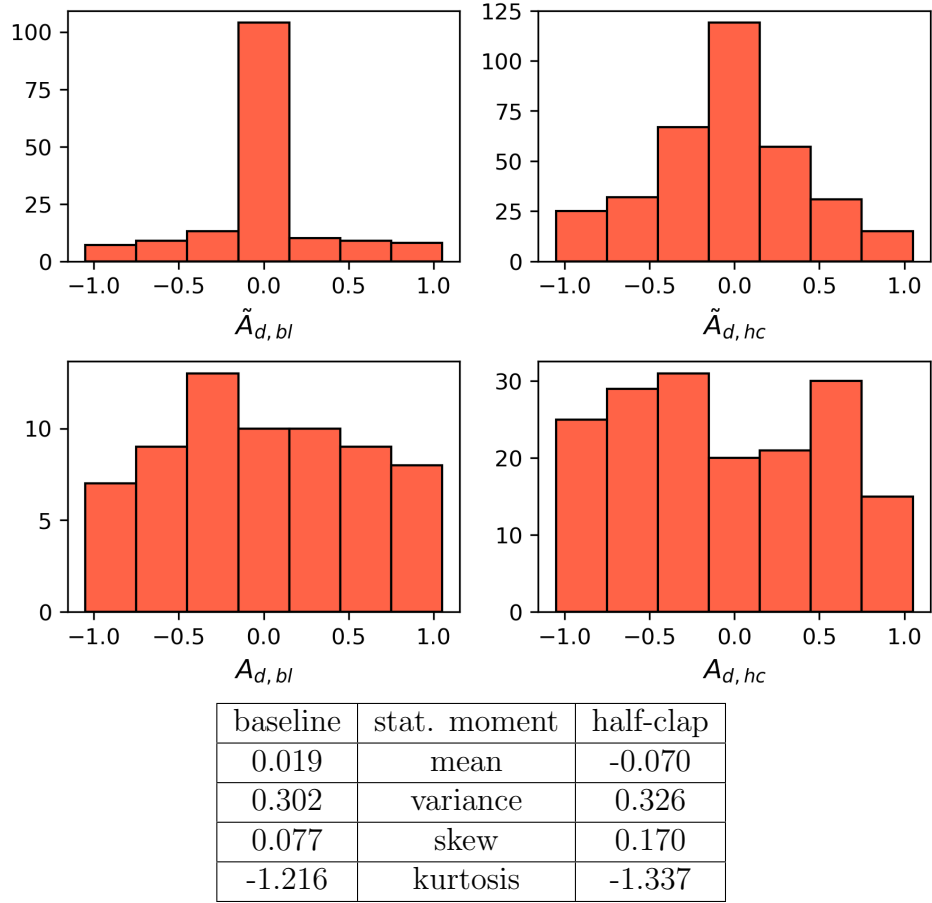 100
75
50
25
0
−1.0 −0.5 0.0 0.5 1.0
Ã_{d, bl}
125
100
75
50
25
0
−1.0 −0.5 0.0 0.5 1.0
Ã_{d, hc}
10
5
0
−1.0 −0.5 0.0 0.5 1.0
A_{d, bl}
30
20
10
0
−1.0 −0.5 0.0 0.5 1.0
A_{d, hc}
baseline stat. moment half-clap
0.019 mean -0.070
0.302 variance 0.326
0.077 skew 0.170
-1.216 kurtosis -1.337